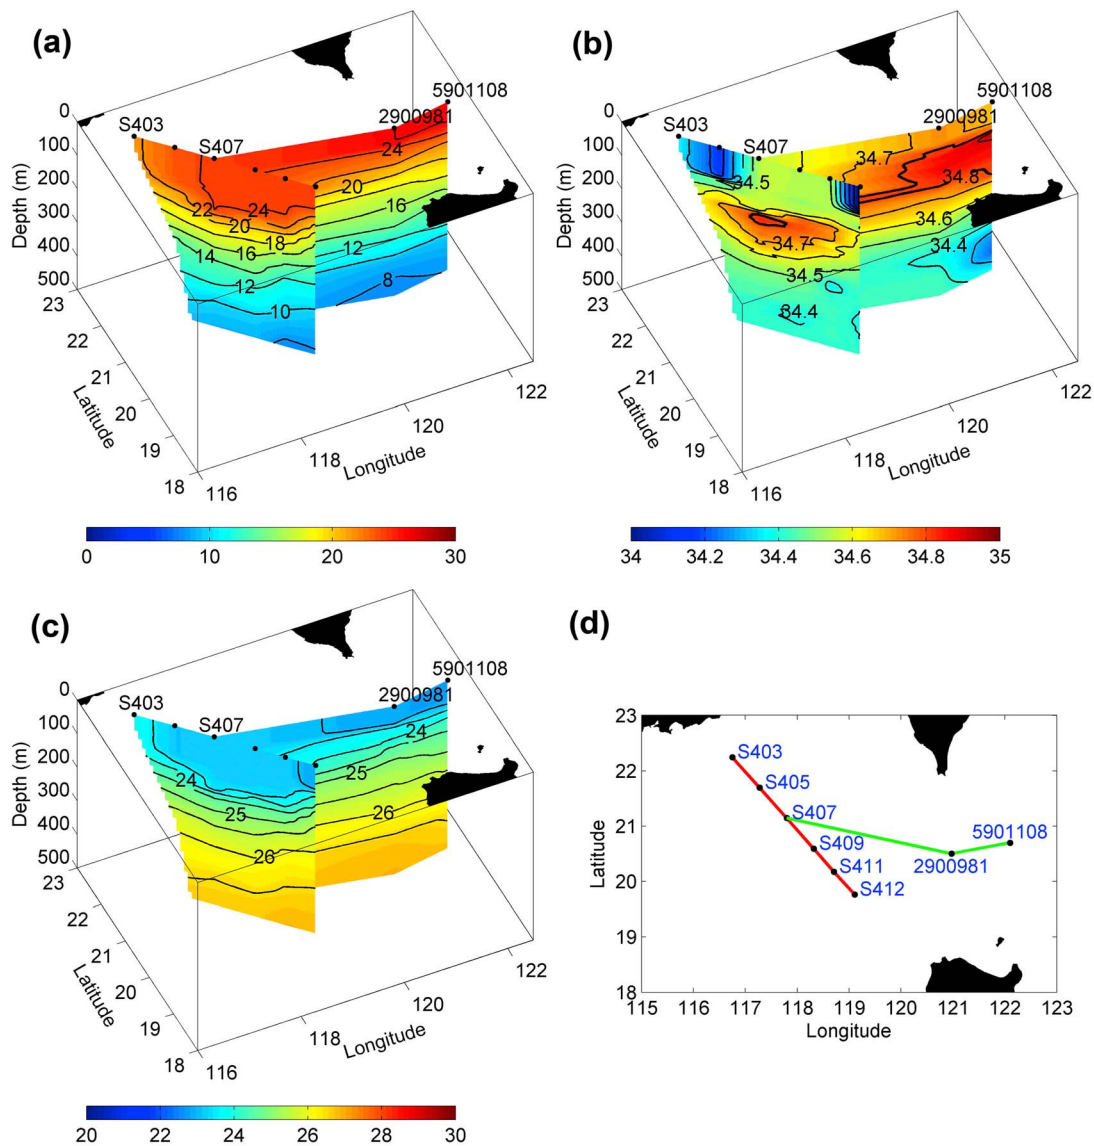 (a)
5901108
2900981
S403
S407
0
100
200
300
400
500
Depth (m)
24
20
16
12
8
22
24
20
18
16
14
12
10
23
22
21
20
19
18
Latitude
116
118
120
122
Longitude
0 10 20 30
(b)
5901108
2900981
S403
S407
0
100
200
300
400
500
Depth (m)
34.7
34.8
34.6
34.4
34.5
34.7
34.5
34.4
23
22
21
20
19
18
Latitude
116
118
120
122
Longitude
34 34.2 34.4 34.6 34.8 35
(c)
5901108
2900981
S403
S407
0
100
200
300
400
500
Depth (m)
24
25
26
24
25
26
23
22
21
20
19
18
Latitude
116
118
120
122
Longitude
20 22 24 26 28 30
(d)
23
22
21
20
19
18
Latitude
S403
S405
S407
S409
S411
S412
5901108
2900981
115 116 117 118 119 120 121 122 123
Longitude